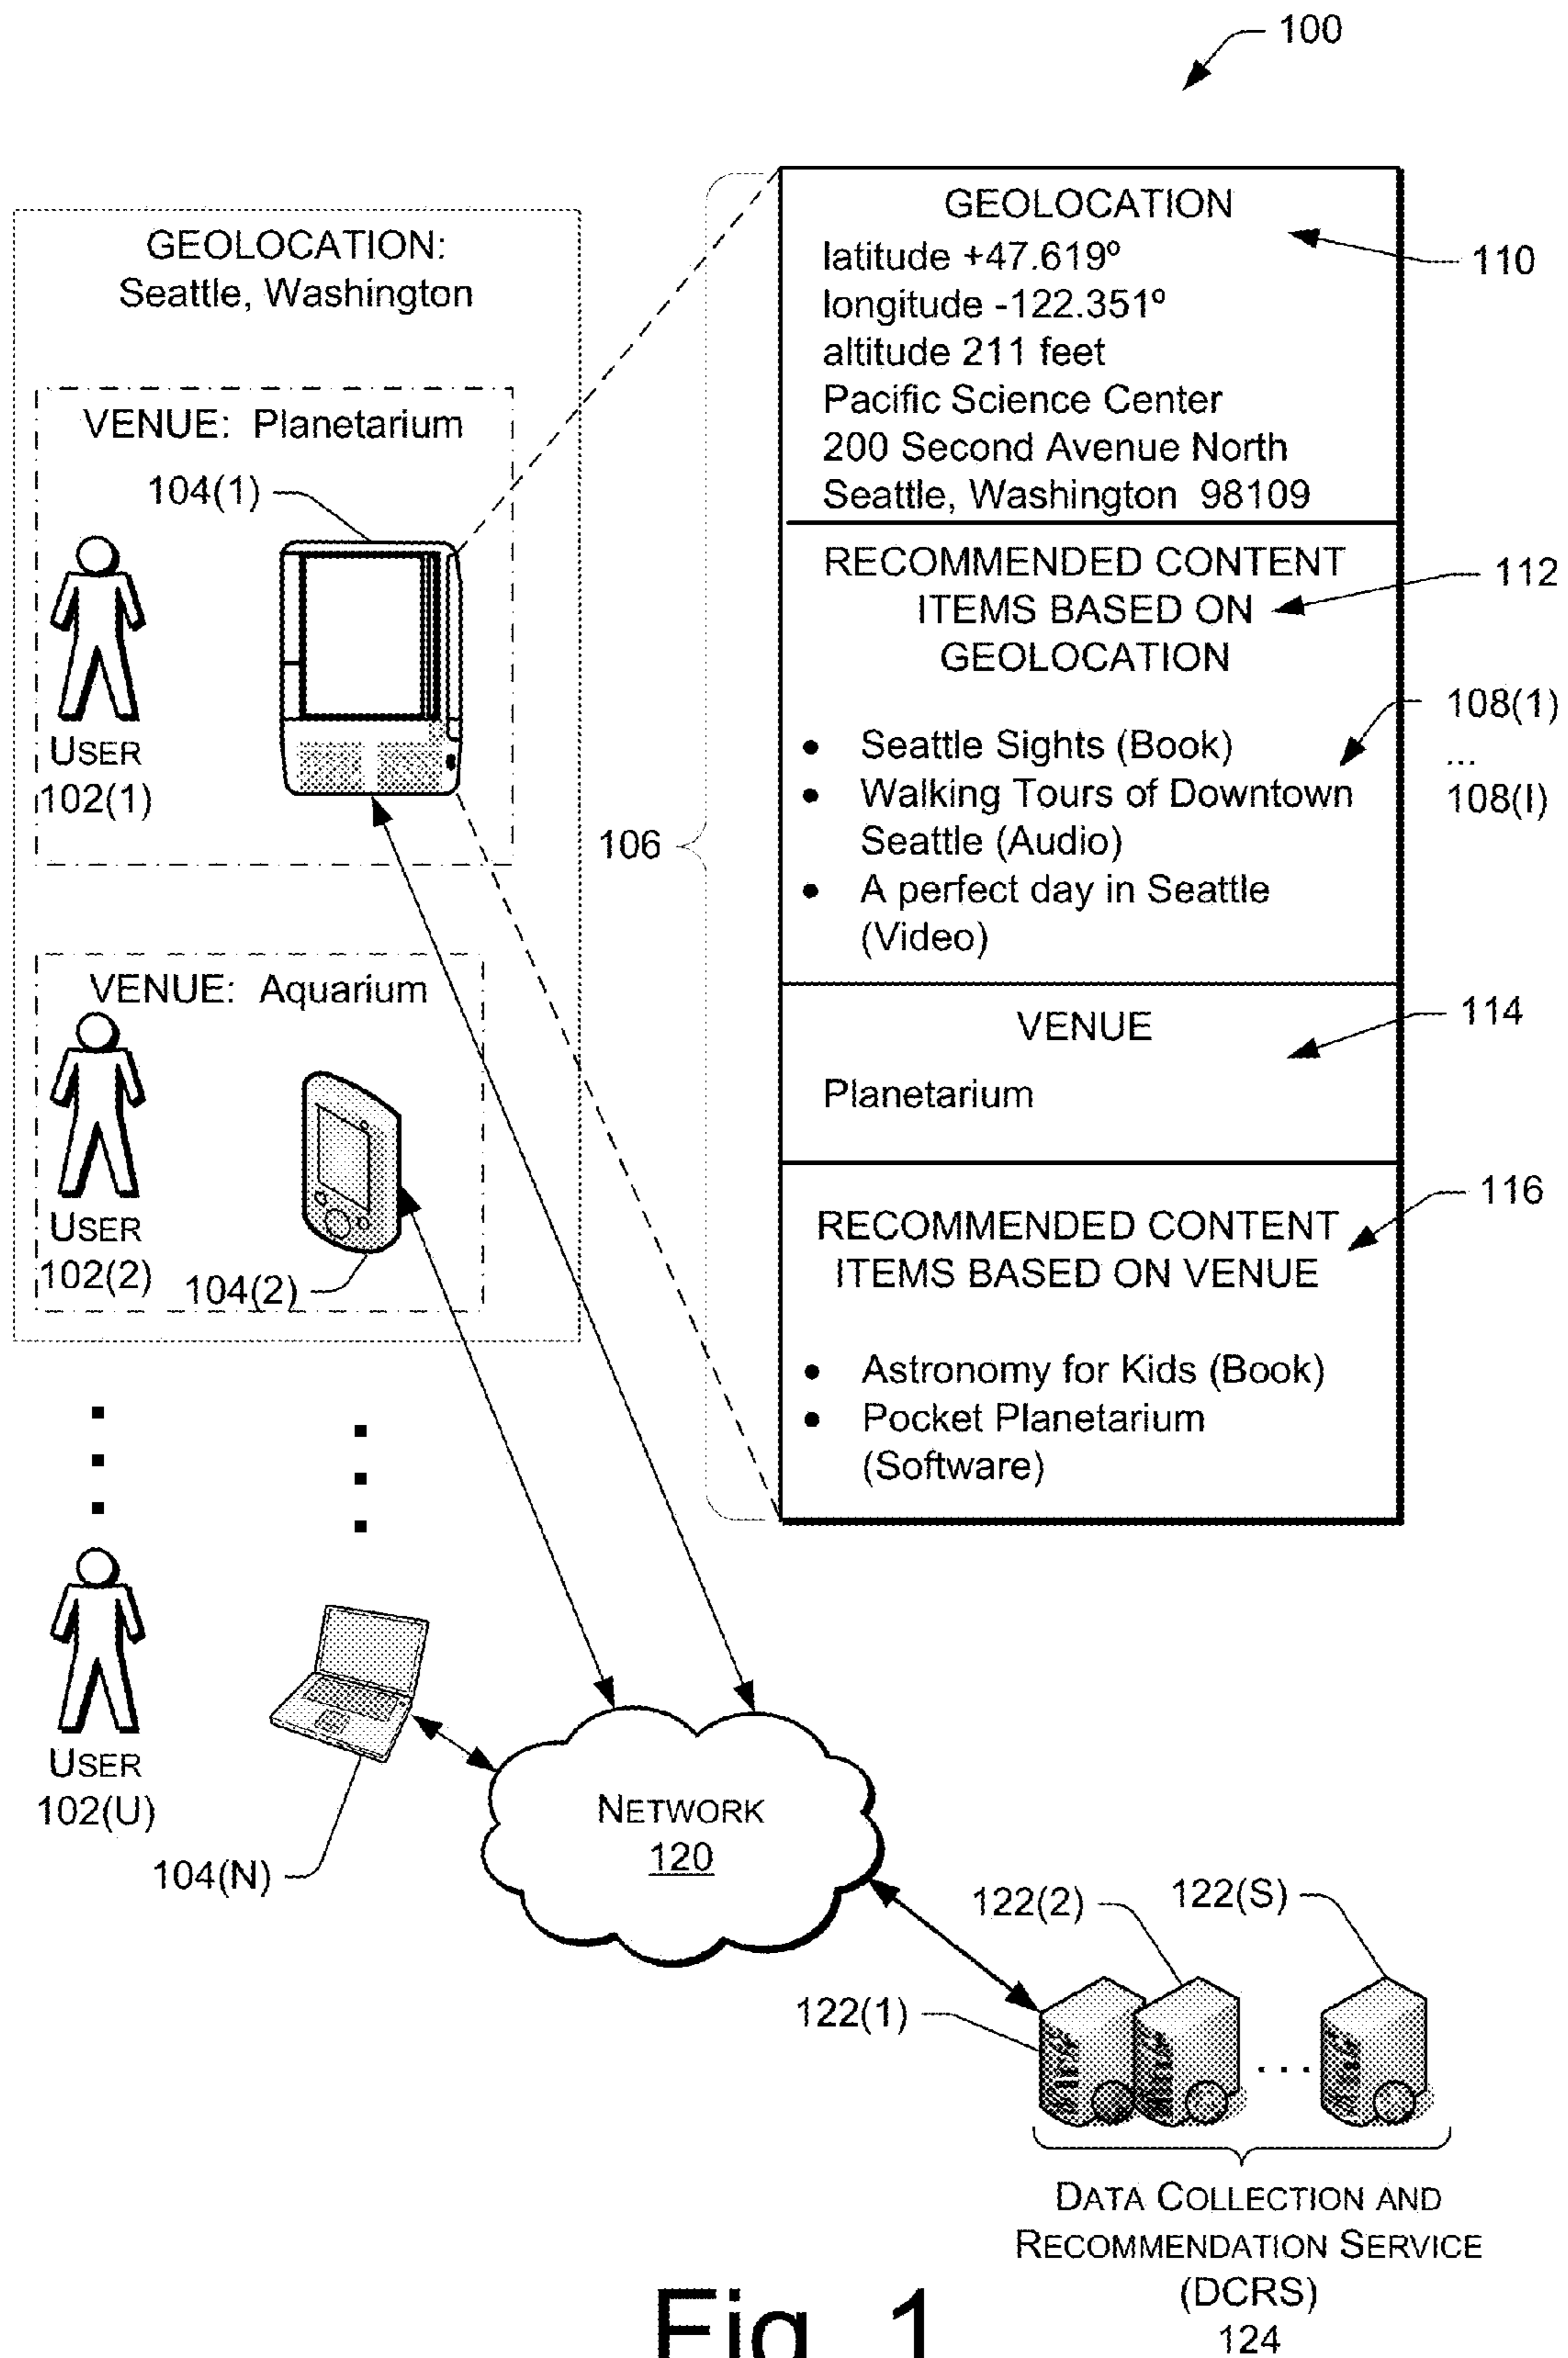 100
GEOLOCATION:
Seattle, Washington
VENUE: Planetarium
104(1)
USER
102(1)
VENUE: Aquarium
USER
102(2)
104(2)
USER
102(U)
104(N)
106
GEOLOCATION
latitude +47.619º
longitude -122.351º
altitude 211 feet
Pacific Science Center
200 Second Avenue North
Seattle, Washington 98109
110
RECOMMENDED CONTENT
ITEMS BASED ON
GEOLOCATION
112
• Seattle Sights (Book)
• Walking Tours of Downtown
Seattle (Audio)
• A perfect day in Seattle
(Video)
108(1)
...
108(I)
VENUE
Planetarium
114
RECOMMENDED CONTENT
ITEMS BASED ON VENUE
116
• Astronomy for Kids (Book)
• Pocket Planetarium
(Software)
NETWORK
120
122(1)
122(2)
122(S)
...
DATA COLLECTION AND
RECOMMENDATION SERVICE
(DCRS)
124
Fig. 1